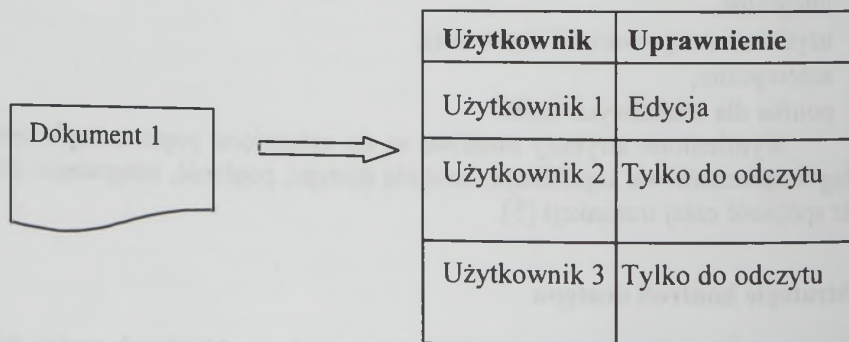 Użytkownik Uprawnienie
Użytkownik 1 Edycja
Dokument 1
Użytkownik 2 Tylko do odczytu
Użytkownik 3 Tylko do odczytu